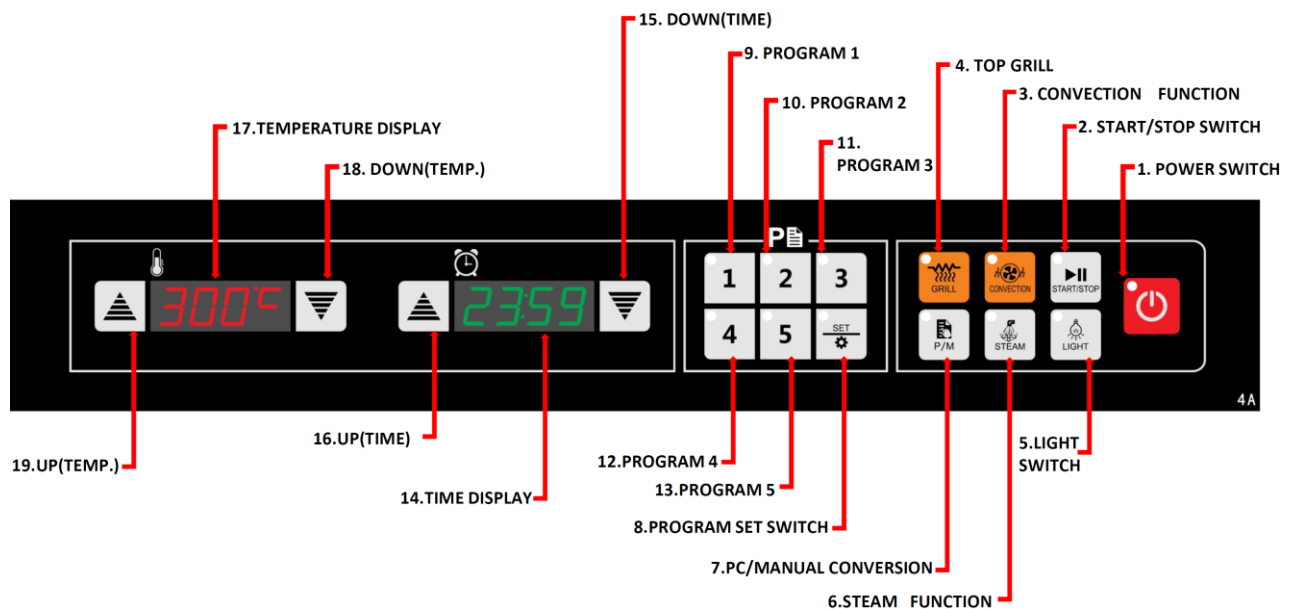 15. DOWN(TIME)
9. PROGRAM 1
4. TOP GRILL
3. CONVECTION FUNCTION
10. PROGRAM 2
17.TEMPERATURE DISPLAY
2. START/STOP SWITCH
11.
PROGRAM 3
18. DOWN(TEMP.)
1. POWER SWITCH
P
300°C
23:59
1
2
3
GRILL
CONVECTION
START/STOP
4
5
SET
P/M
STEAM
LIGHT
4A
16.UP(TIME)
5.LIGHT
SWITCH
19.UP(TEMP.)
12.PROGRAM 4
13.PROGRAM 5
14.TIME DISPLAY
8.PROGRAM SET SWITCH
7.PC/MANUAL CONVERSION
6.STEAM FUNCTION